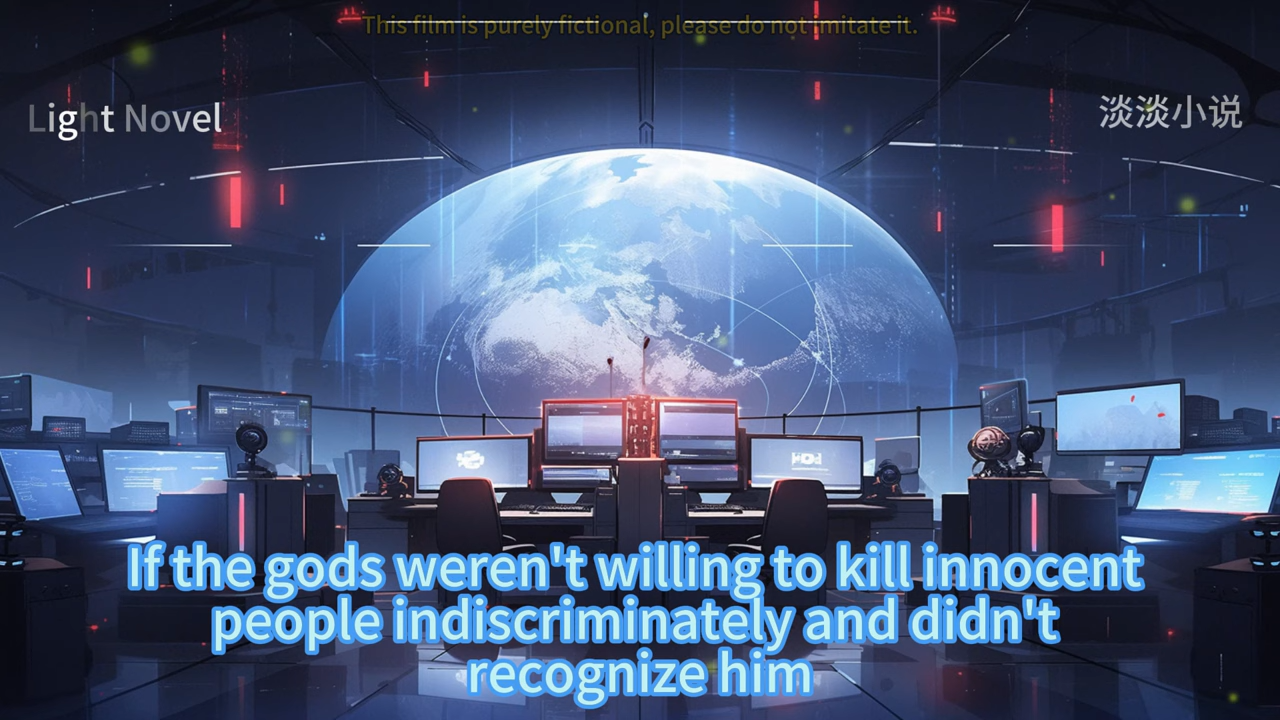 This film is purely fictional, please do not imitate it.
Light Novel
淡淡小说
If the gods weren't willing to kill innocent
people indiscriminately and didn't
recognize him